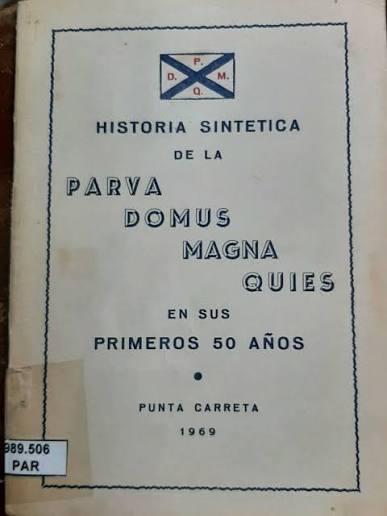 P.
D. M.
Q.
HISTORIA SINTETICA
DE LA
PARVA
DOMUS
MAGNA
QUIES
EN SUS
PRIMEROS 50 AÑOS
PUNTA CARRETA
1969
989.506
PAR